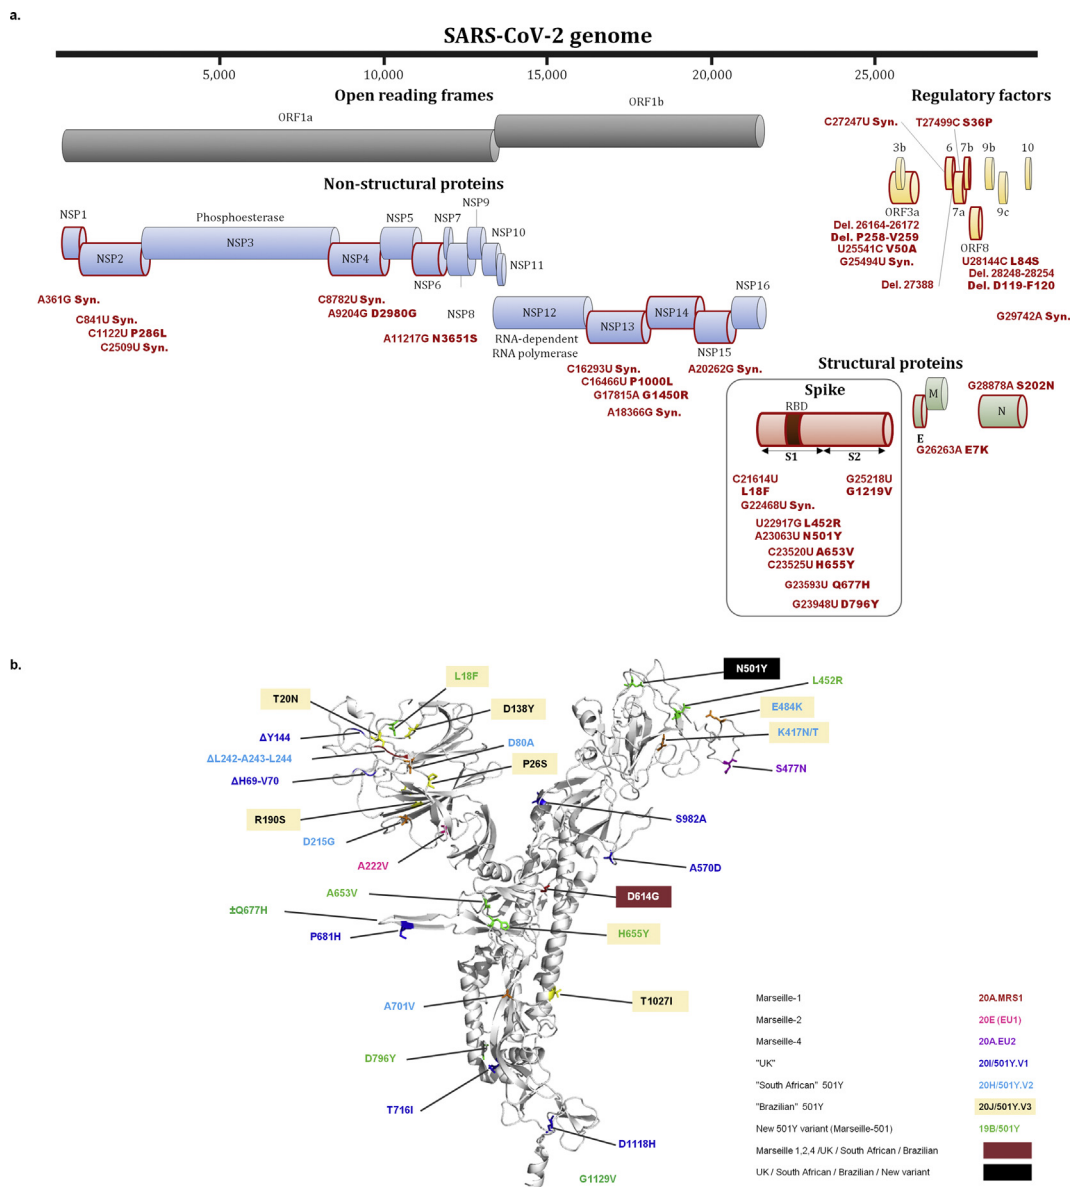 a.
SARS-CoV-2 genome
5,000
10,000
15,000
20,000
25,000
Open reading frames
ORF1a
ORF1b
Regulatory factors
C27247U Syn.
T27499C S36P
3b
6
7b
9b
10
ORF3a
7a
9c
ORF8
Del. 26164-26172
Del. P258-V259
U25541C V50A
G25494U Syn.
U28144C L84S
Del. 28248-28254
Del. D119-F120
Del. 27388
G29742A Syn.
Non-structural proteins
NSP1
NSP2
Phosphoesterase
NSP3
NSP4
NSP5
NSP6
NSP7
NSP8
NSP9
NSP10
NSP11
A361G Syn.
C841U Syn.
C1122U P286L
C2509U Syn.
C8782U Syn.
A9204G D2980G
A11217G N3651S
NSP12
RNA-dependent
RNA polymerase
NSP13
NSP14
NSP15
NSP16
C16293U Syn.
C16466U P1000L
G17815A G1450R
A18366G Syn.
A20262G Syn.
Structural proteins
Spike
RBD
S1
S2
C21614U
L18F
G25218U
G1219V
G22468U Syn.
U22917G L452R
A23063U N501Y
C23520U A653V
C23525U H655Y
G23593U Q677H
G23948U D796Y
E
M
N
G28878A S202N
G26263A E7K
b.
L18F
T20N
D138Y
ΔY144
D80A
ΔL242-A243-L244
P26S
ΔH69-V70
R190S
D215G
A222V
A653V
±Q677H
P681H
A701V
D796Y
T716I
N501Y
L452R
E484K
K417N/T
S477N
S982A
A570D
D614G
H655Y
T1027I
D1118H
G1129V
Marseille-1 20A.MRS1
Marseille-2 20E (EU1)
Marseille-4 20A.EU2
"UK" 20I/501Y.V1
"South African" 501Y 20H/501Y.V2
"Brazilian" 501Y 20J/501Y.V3
New 501Y variant (Marseille-501) 19B/501Y
Marseille 1,2,4 /UK / South African / Brazilian
UK / South African / Brazilian / New variant